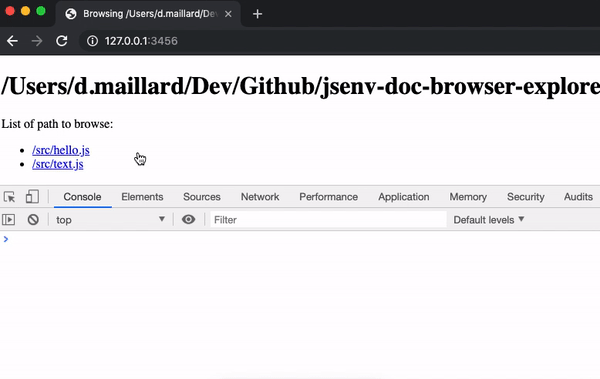 Browsing /Users/d.maillard/Dev
127.0.0.1:3456
/Users/d.maillard/Dev/Github/jsenv-doc-browser-explore
List of path to browse:
/src/hello.js
/src/text.js
Console Elements Sources Network Performance Application Memory Security Audits
top Filter Default levels